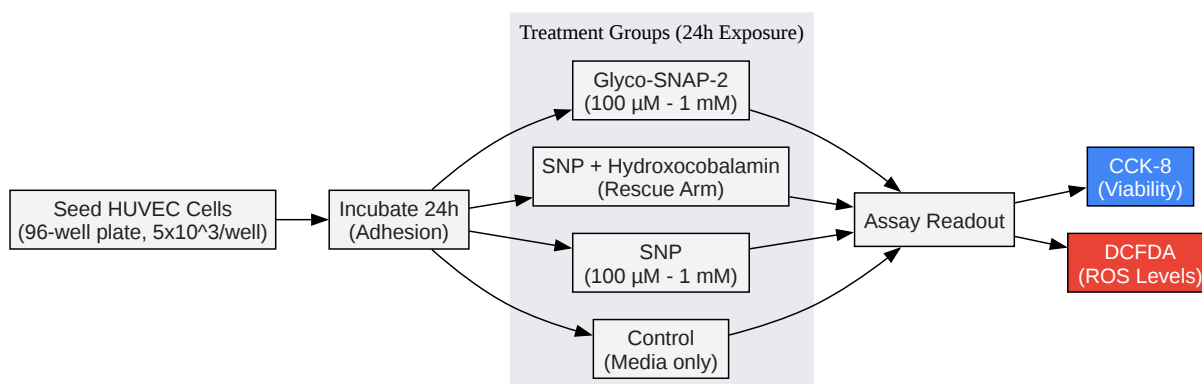 Treatment Groups (24h Exposure)
Seed HUVEC Cells
(96-well plate, 5x10^3/well)
Incubate 24h
(Adhesion)
Glyco-SNAP-2
(100 µM - 1 mM)
SNP + Hydroxocobalamin
(Rescue Arm)
SNP
(100 µM - 1 mM)
Control
(Media only)
Assay Readout
CCK-8
(Viability)
DCFDA
(ROS Levels)